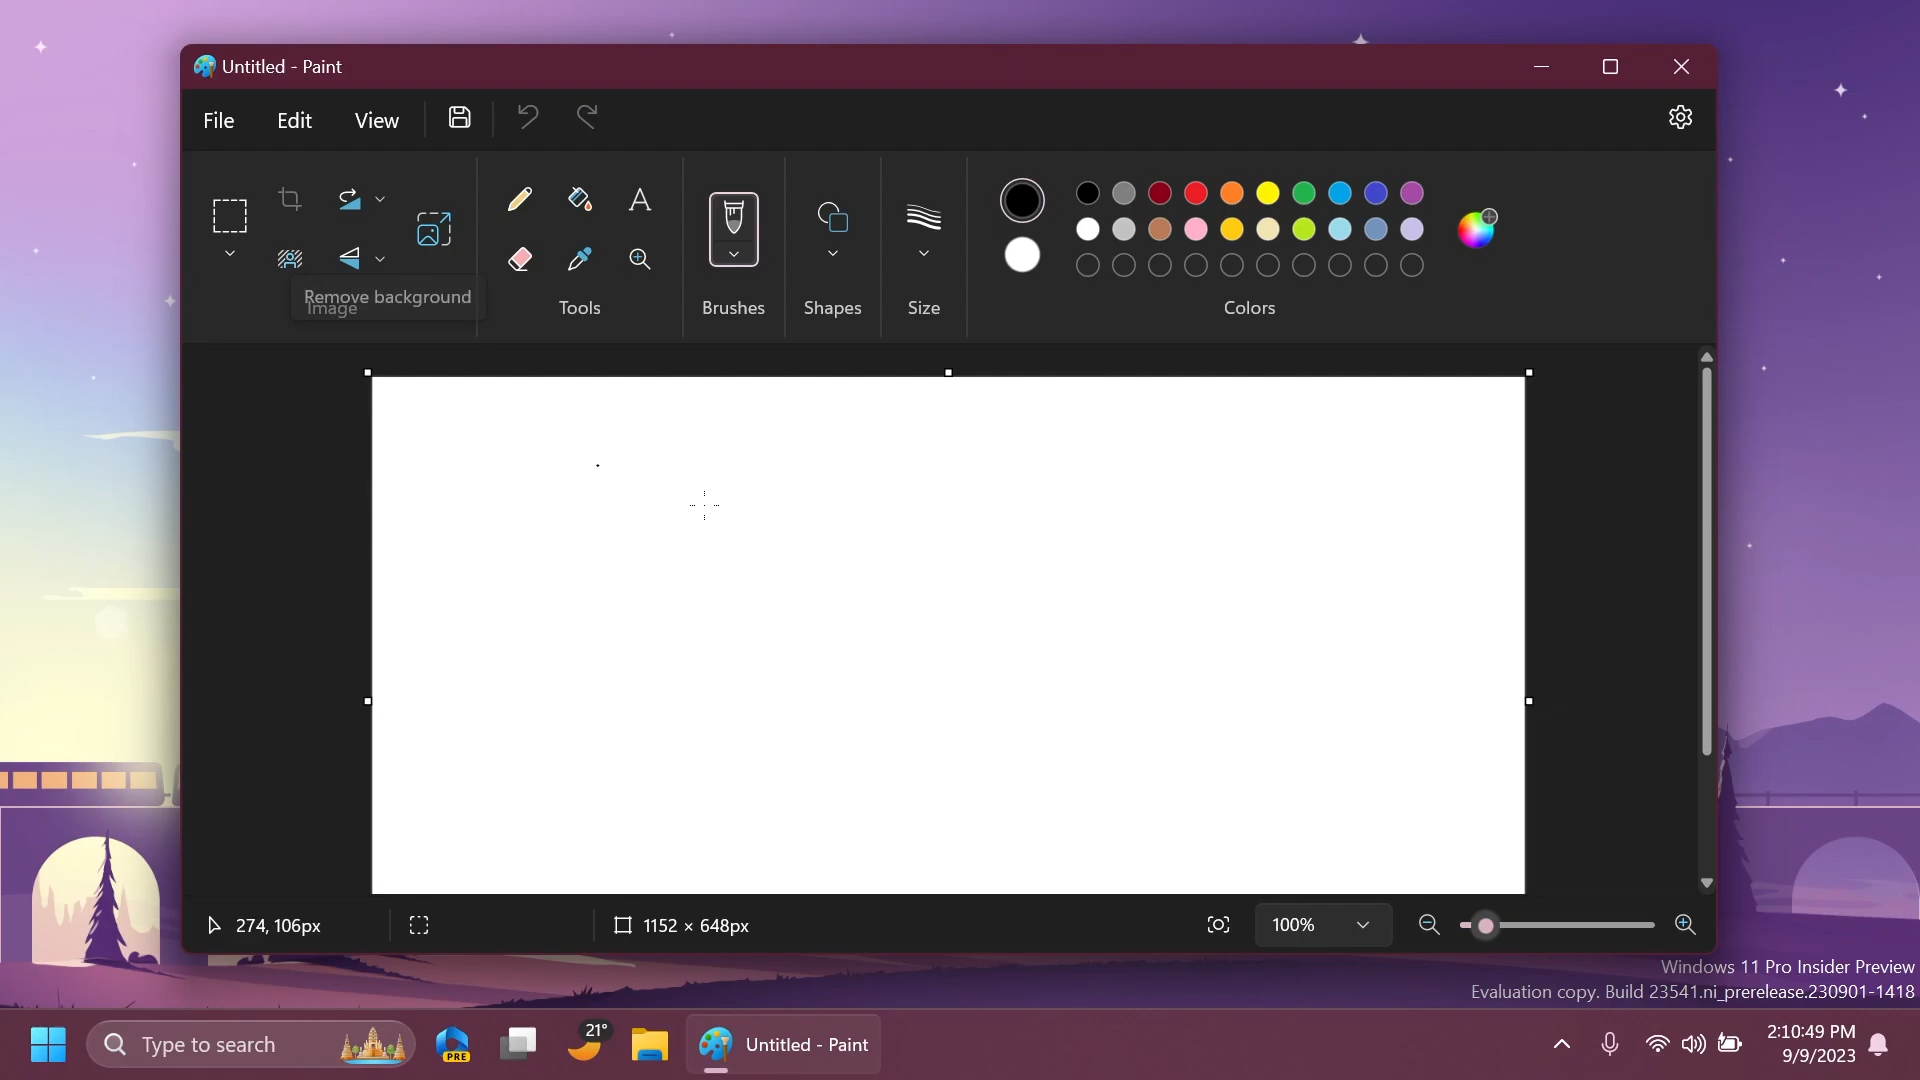 Untitled - Paint
File Edit View
Remove background
Image Tools Brushes Shapes Size Colors
274, 106px 1152 × 648px 100%
Windows 11 Pro Insider Preview
Evaluation copy. Build 23541.ni_prerelease.230901-1418
Type to search PRE 21° Untitled - Paint 2:10:49 PM
9/9/2023